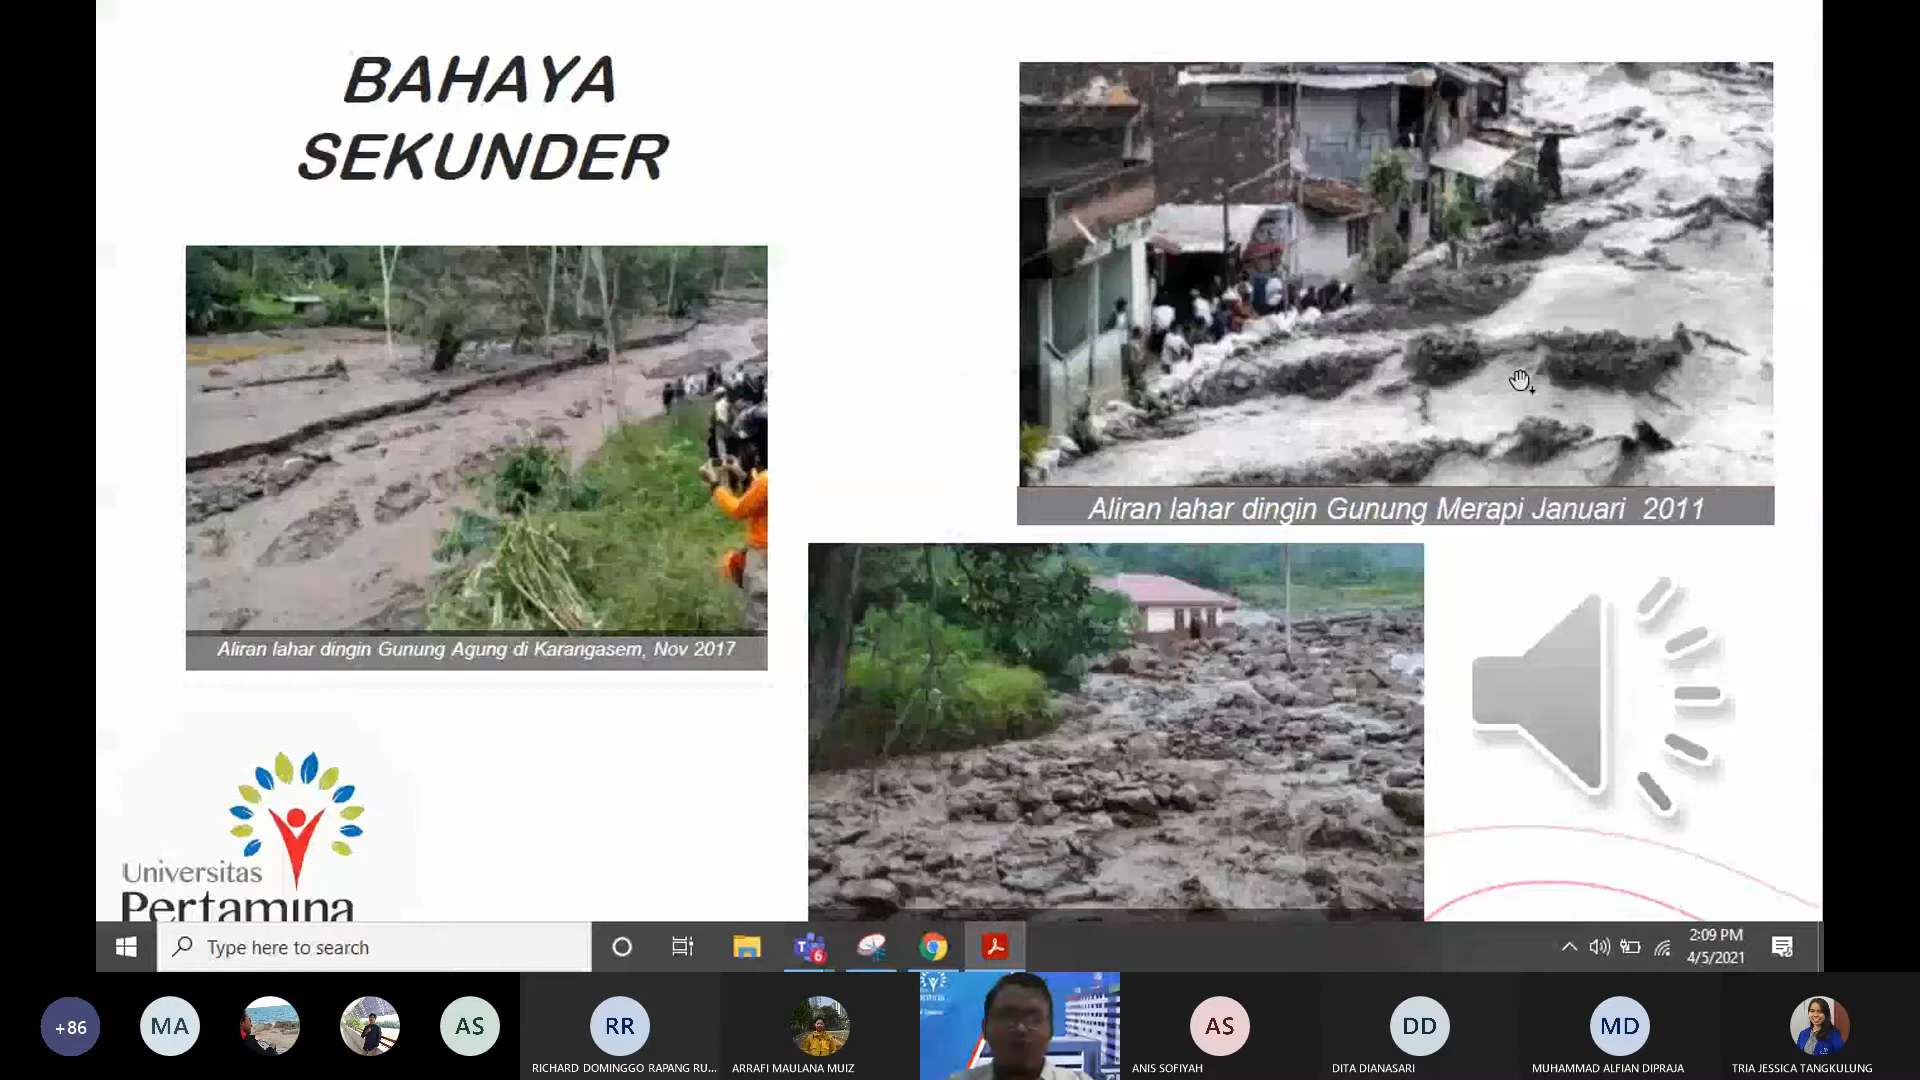 BAHAYA
SEKUNDER
Aliran lahar dingin Gunung Merapi Januari 2011
Aliran lahar dingin Gunung Agung di Karangasem, Nov 2017
Universitas
Pertamina
Type here to search
6
2:09 PM
4/5/2021
+86
MA
AS
RR
AS
DD
MD
RICHARD DOMINGGO RAPANG RU...
ARRAFI MAULANA MUIZ
ANIS SOFIYAH
DITA DIANASARI
MUHAMMAD ALFIAN DIPRAJA
TRIA JESSICA TANGKULUNG